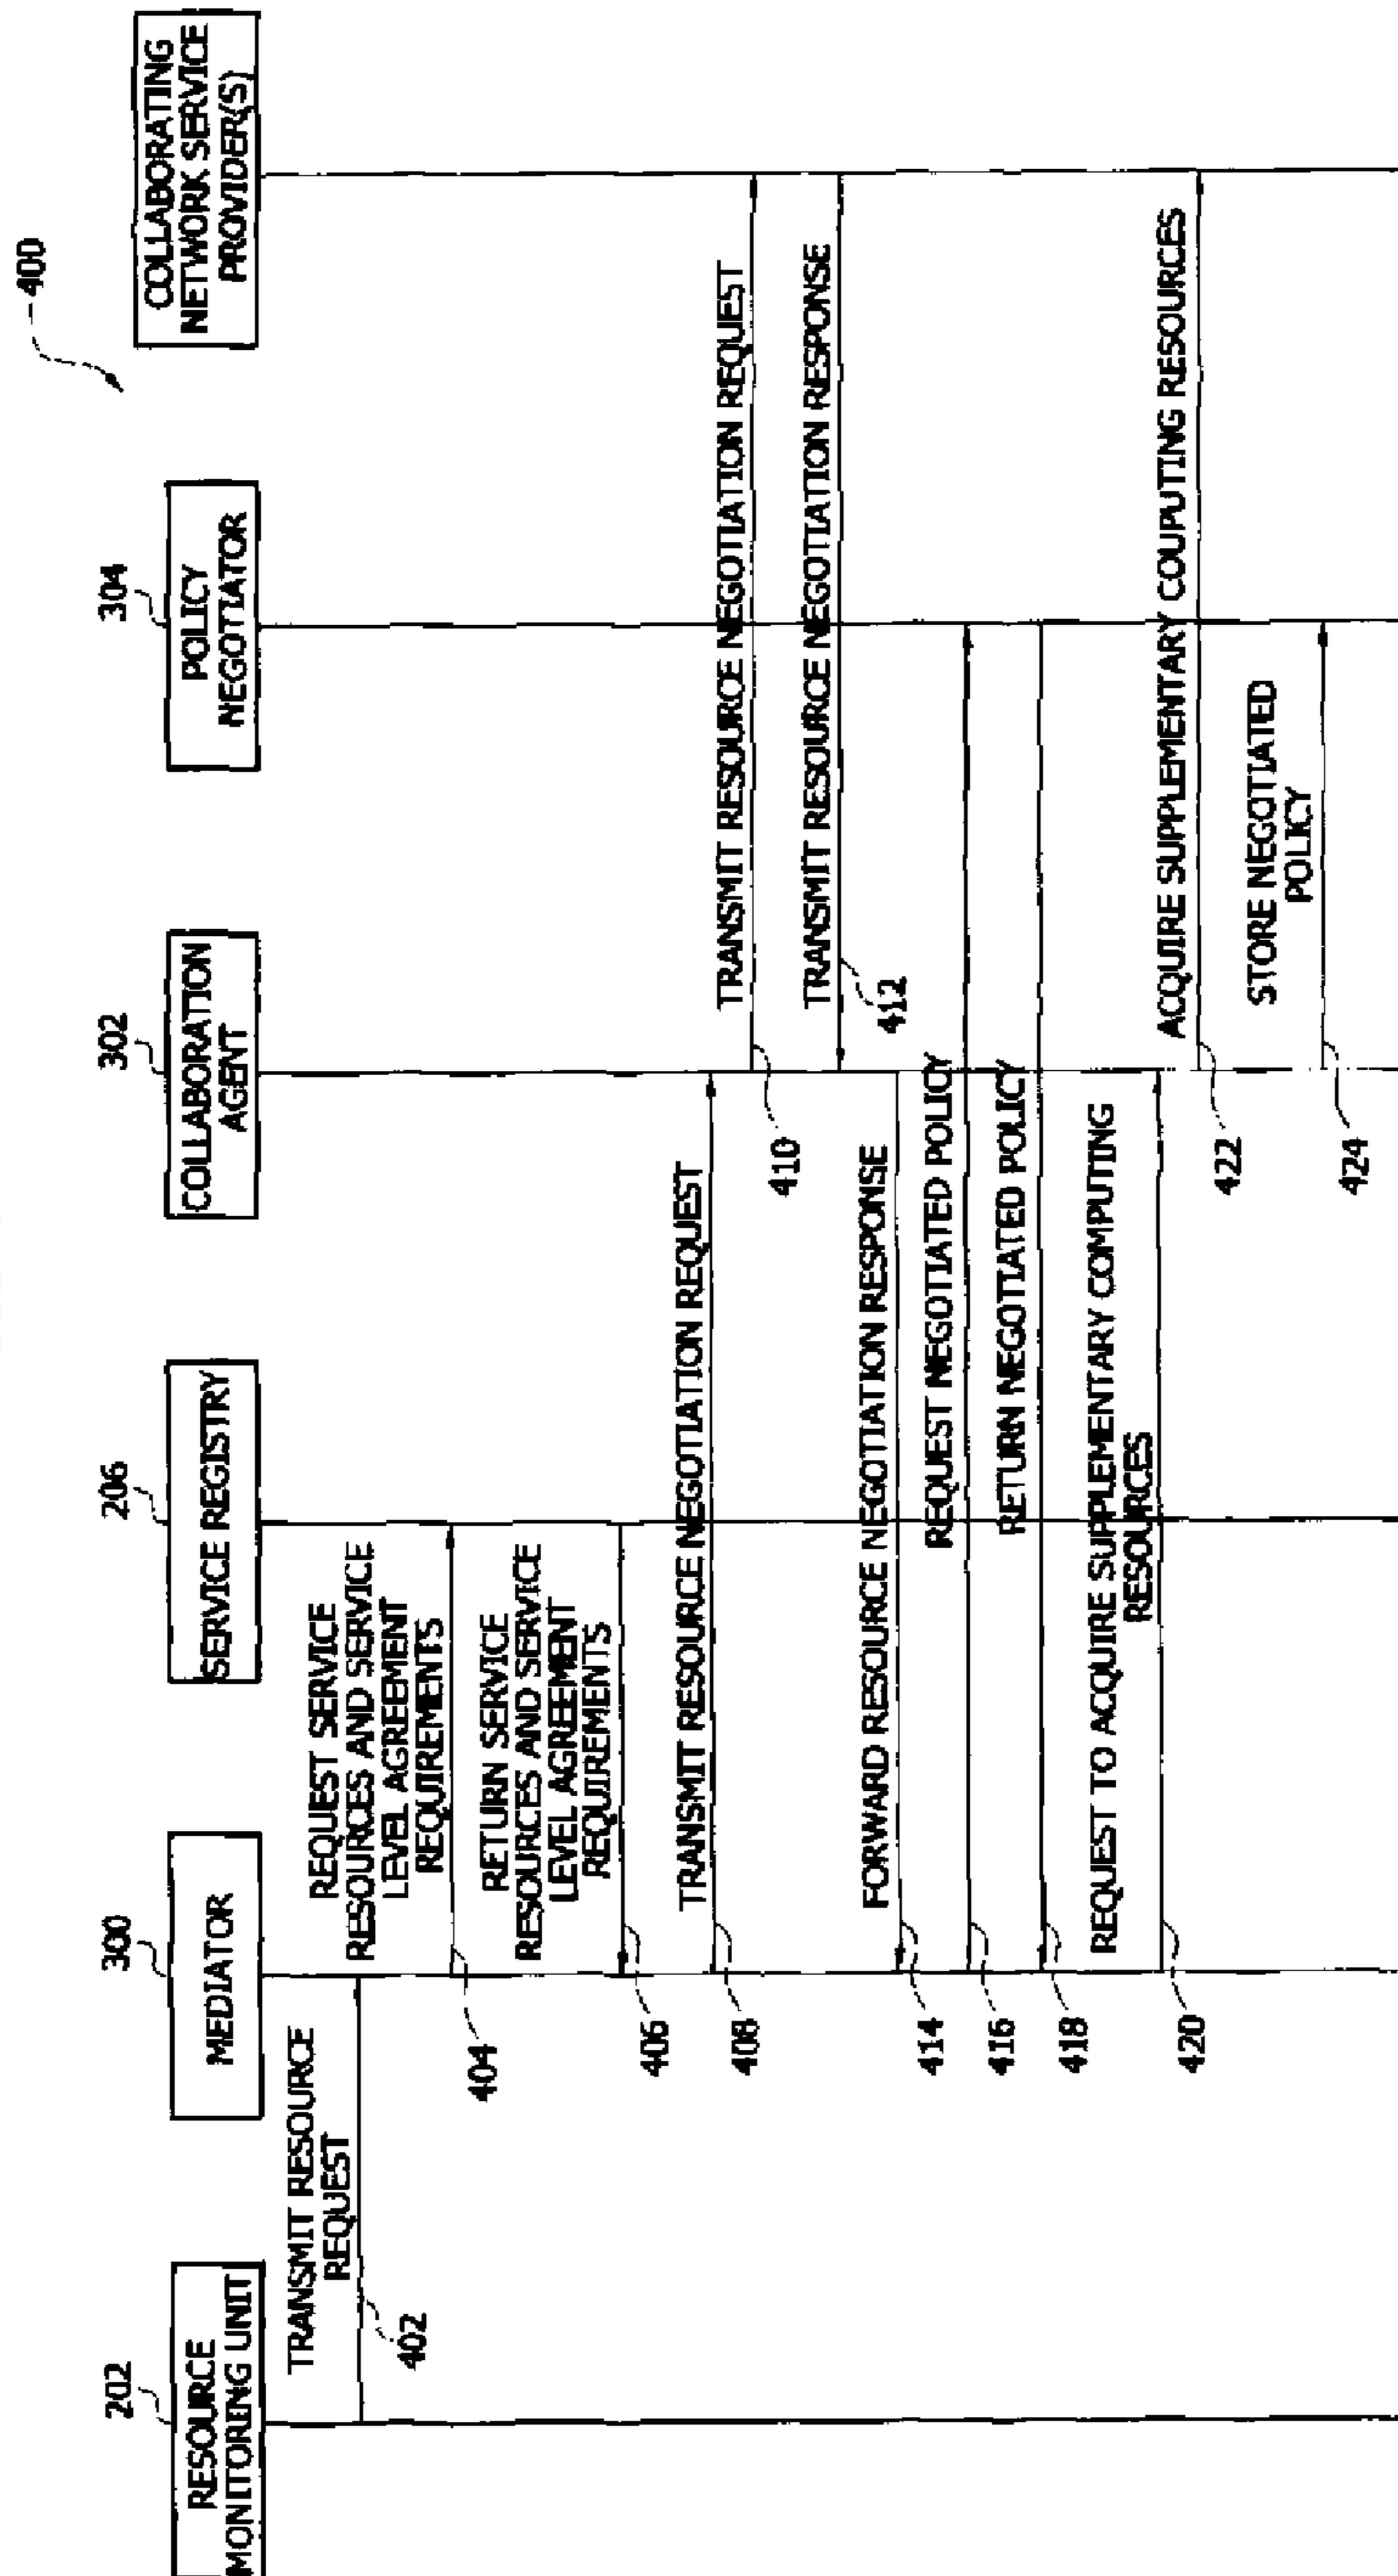 400
202
RESOURCE
MONITORING UNIT
300
MEDIATOR
206
SERVICE REGISTRY
302
COLLABORATION
AGENT
304
POLICY
NEGOTIATOR
COLLABORATING
NETWORK SERVICE
PROVIDER(S)
TRANSMIT RESOURCE
REQUEST
402
REQUEST SERVICE
RESOURCES AND SERVICE
LEVEL AGREEMENT
REQUIREMENTS
404
RETURN SERVICE
RESOURCES AND SERVICE
LEVEL AGREEMENT
REQUIREMENTS
406
TRANSMIT RESOURCE NEGOTIATION REQUEST
408
TRANSMIT RESOURCE NEGOTIATION REQUEST
410
TRANSMIT RESOURCE NEGOTIATION RESPONSE
412
FORWARD RESOURCE NEGOTIATION RESPONSE
414
REQUEST NEGOTIATED POLICY
416
RETURN NEGOTIATED POLICY
418
REQUEST TO ACQUIRE SUPPLEMENTARY COMPUTING
RESOURCES
420
ACQUIRE SUPPLEMENTARY COUPUTING RESOURCES
422
STORE NEGOTIATED
POLICY
424